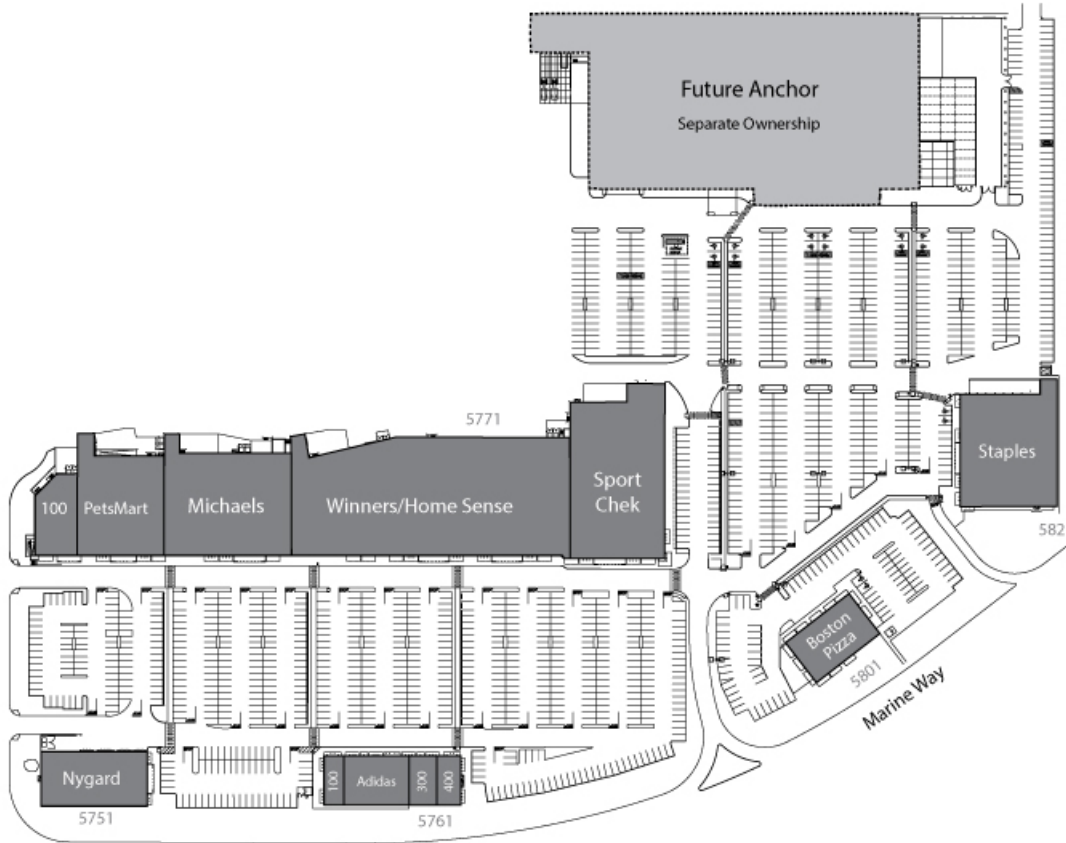 Future Anchor
Separate Ownership
5771
Staples
Sport
Chek
100
PetsMart
Michaels
Winners/Home Sense
582
Boston
Pizza
5801
Marine Way
Nygard
100
Adidas
300
400
5751
5761